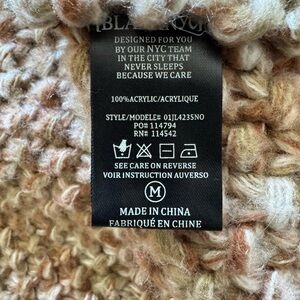 [BLANKNYC]
DESIGNED FOR YOU
BY OUR NYC TEAM
IN THE CITY THAT
NEVER SLEEPS
BECAUSE WE CARE
100%ACRYLIC/ACRYLIQUE
STYLE/MODELE# 01JL4235NO
PO# 114794
RN# 114542
SEE CARE ON REVERSE
VOIR INSTRUCTION AUVERSO
M
MADE IN CHINA
FABRIQUÉ EN CHINE